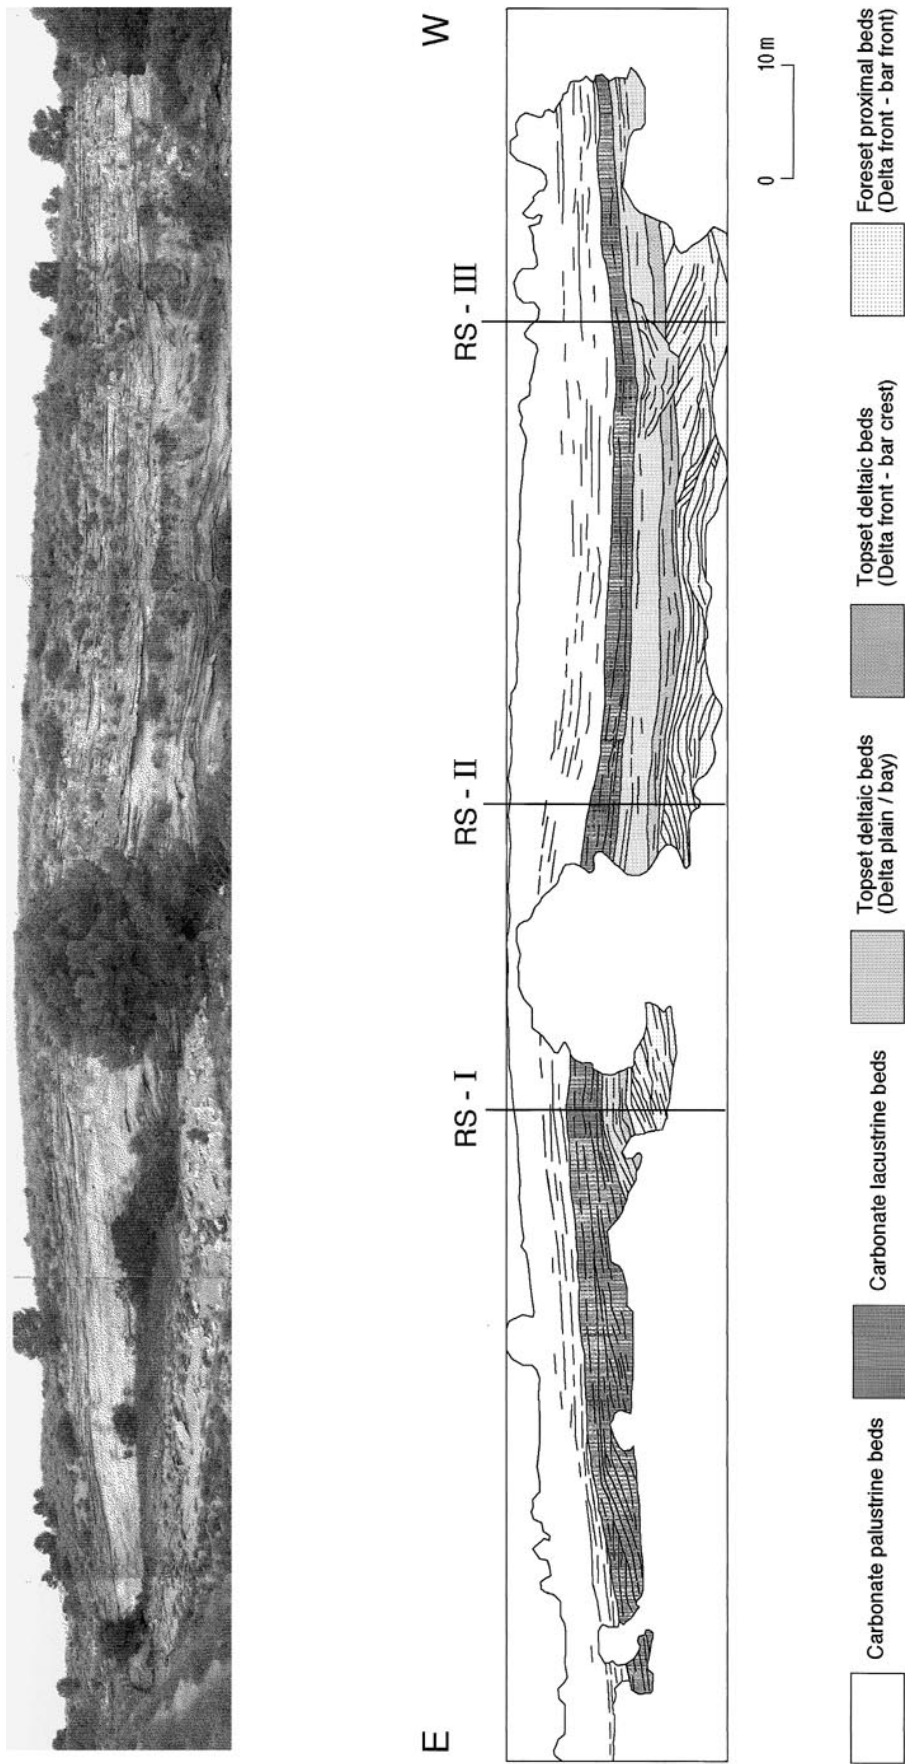 E
W
RS - I
RS - II
RS - III
0
10 m
Carbonate palustrine beds
Carbonate lacustrine beds
Topset deltaic beds
(Delta plain / bay)
Topset deltaic beds
(Delta front - bar crest)
Foreset proximal beds
(Delta front - bar front)